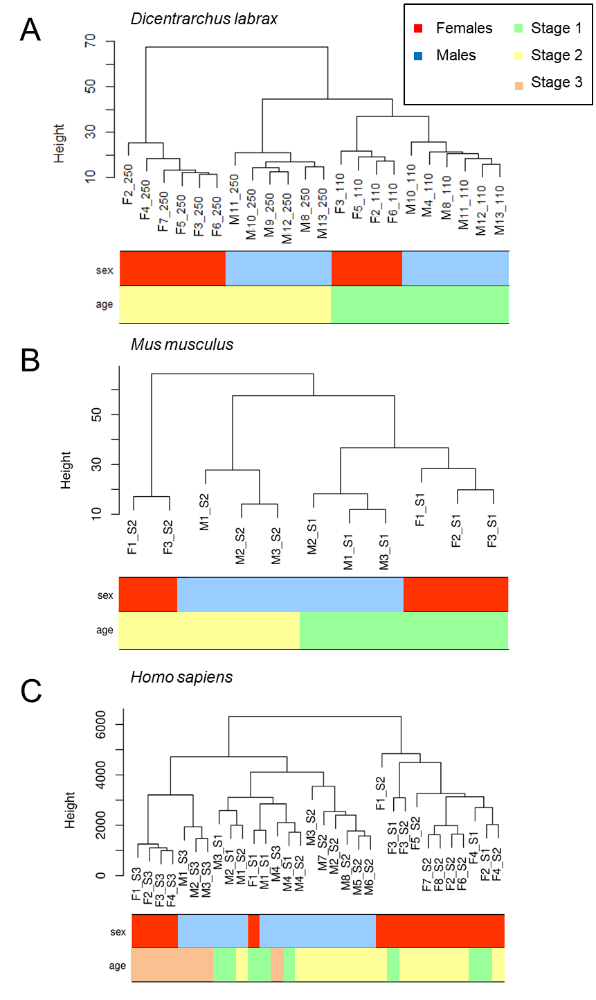 A
Dicentrarchus labrax
Females
Males
Stage 1
Stage 2
Stage 3
Height
70
50
30
10
F2_250
F4_250
F7_250
F5_250
F3_250
F6_250
M11_250
M10_250
M9_250
M12_250
M8_250
M13_250
F3_110
F5_110
F2_110
F6_110
M10_110
M4_110
M8_110
M11_110
M12_110
M13_110
sex
age
B
Mus musculus
Height
50
30
10
F1_S2
F3_S2
M1_S2
M2_S2
M3_S2
M2_S1
M1_S1
M3_S1
F1_S1
F2_S1
F3_S1
sex
age
C
Homo sapiens
Height
6000
4000
2000
0
F1_S3
F2_S3
F3_S3
F4_S3
M1_S3
M2_S3
M3_S3
M3_S1
M2_S1
M1_S2
F1_S1
M1_S1
M4_S3
M4_S1
M4_S2
M3_S2
M7_S2
M2_S2
M8_S2
M5_S2
M6_S2
F1_S2
F3_S1
F3_S2
F5_S2
F7_S2
F8_S2
F2_S2
F6_S2
F4_S1
F2_S1
F4_S2
sex
age